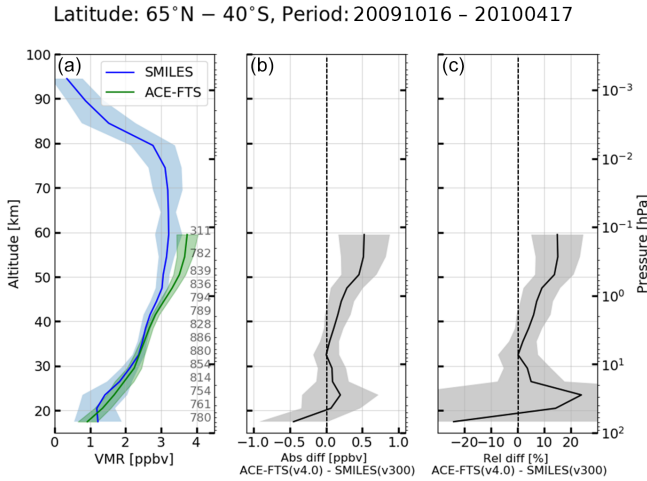 Latitude: 65°N − 40°S, Period: 20091016 – 20100417
(a)
SMILES
ACE-FTS
(b)
(c)
100
90
80
70
60
50
40
30
20
Altitude [km]
311
782
839
836
794
789
828
886
880
854
814
754
761
780
0 1 2 3 4
VMR [ppbv]
−1.0 −0.5 0.0 0.5 1.0
Abs diff [ppbv]
ACE-FTS(v4.0) - SMILES(v300)
−20 0 20
Rel diff [%]
ACE-FTS(v4.0) - SMILES(v300)
10⁻³
10⁻²
10⁻¹
10⁰
10¹
10²
Pressure [hPa]